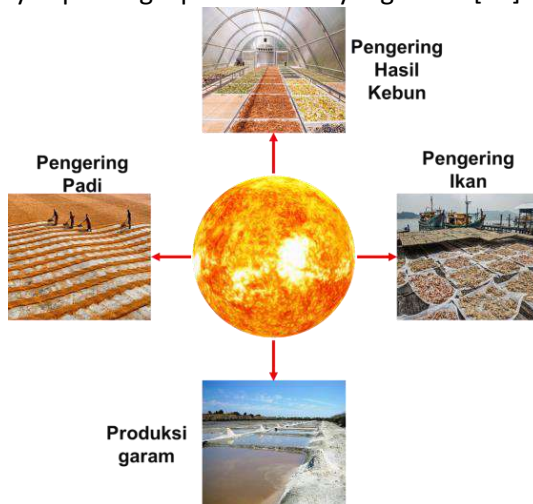 Pengering
Hasil
Kebun
Pengering
Padi
Pengering
Ikan
Produksi
garam